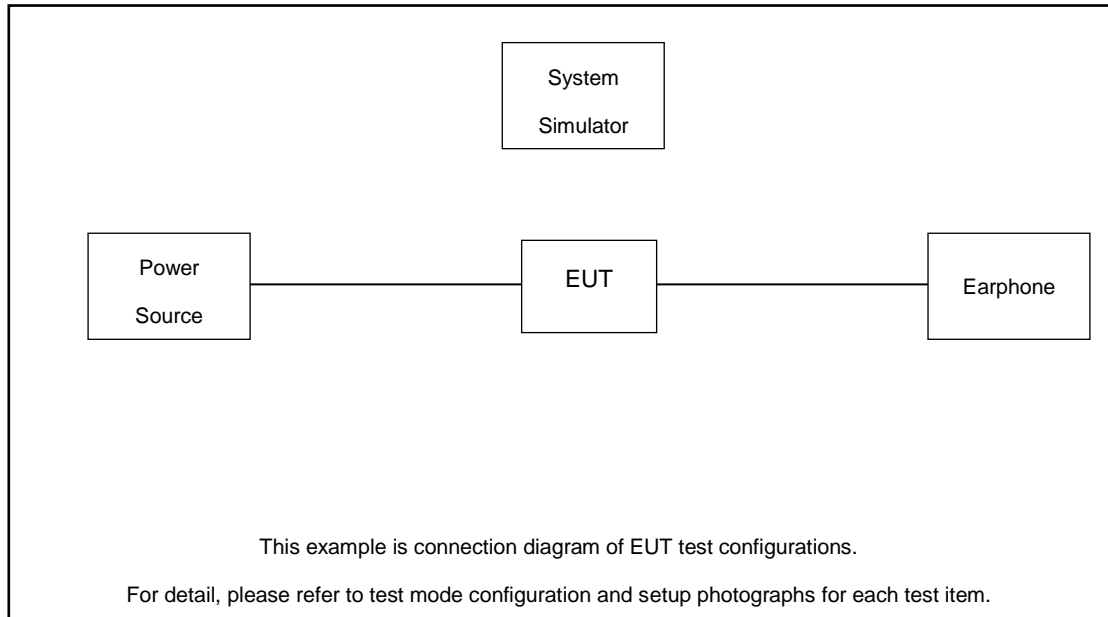 System
Simulator
Power
Source
EUT
Earphone
This example is connection diagram of EUT test configurations.
For detail, please refer to test mode configuration and setup photographs for each test item.